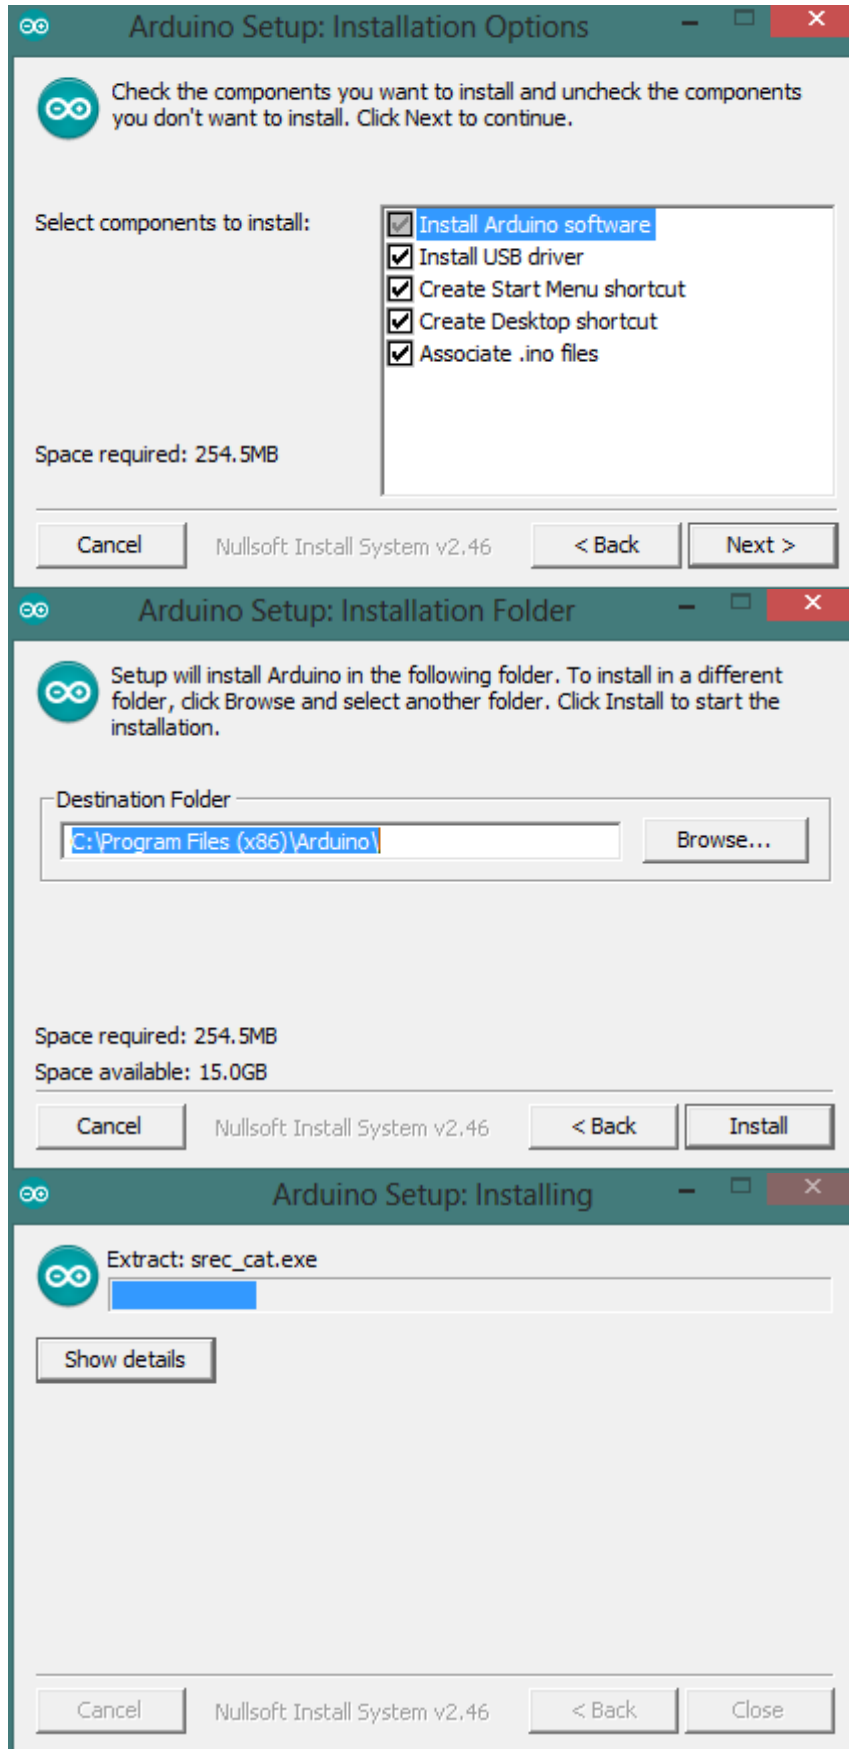 Arduino Setup: Installation Options
Check the components you want to install and uncheck the components
you don't want to install. Click Next to continue.
Select components to install:
Install Arduino software
Install USB driver
Create Start Menu shortcut
Create Desktop shortcut
Associate .ino files
Space required: 254.5MB
Cancel Nullsoft Install System v2.46 < Back Next >
Arduino Setup: Installation Folder
Setup will install Arduino in the following folder. To install in a different
folder, click Browse and select another folder. Click Install to start the
installation.
Destination Folder
C:\Program Files (x86)\Arduino\ Browse...
Space required: 254.5MB
Space available: 15.0GB
Cancel Nullsoft Install System v2.46 < Back Install
Arduino Setup: Installing
Extract: srec_cat.exe
Show details
Cancel Nullsoft Install System v2.46 < Back Close